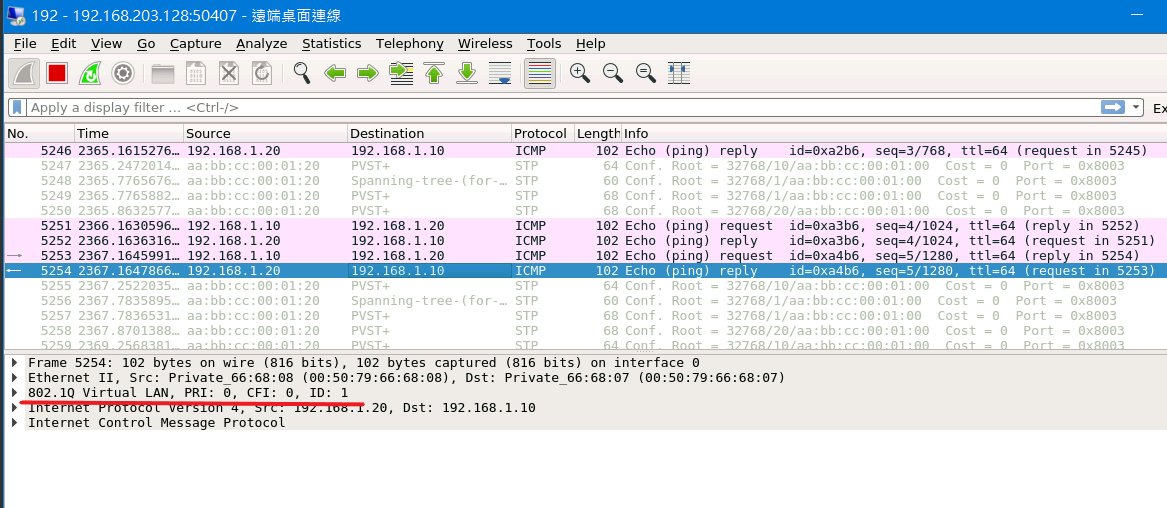 192 - 192.168.203.128:50407 - 遠端桌面連線
File Edit View Go Capture Analyze Statistics Telephony Wireless Tools Help
Apply a display filter ... <Ctrl-/> Ex
No. Time Source Destination Protocol Length Info
5246 2365.1615276… 192.168.1.20 192.168.1.10 ICMP 102 Echo (ping) reply id=0xa2b6, seq=3/768, ttl=64 (request in 5245)
5247 2365.2472014… aa:bb:cc:00:01:20 PVST+ STP 64 Conf. Root = 32768/10/aa:bb:cc:00:01:00 Cost = 0 Port = 0x8003
5248 2365.7765676… aa:bb:cc:00:01:20 Spanning-tree-(for-… STP 60 Conf. Root = 32768/1/aa:bb:cc:00:01:00 Cost = 0 Port = 0x8003
5249 2365.7765882… aa:bb:cc:00:01:20 PVST+ STP 68 Conf. Root = 32768/1/aa:bb:cc:00:01:00 Cost = 0 Port = 0x8003
5250 2365.8632577… aa:bb:cc:00:01:20 PVST+ STP 68 Conf. Root = 32768/20/aa:bb:cc:00:01:00 Cost = 0 Port = 0x8003
5251 2366.1630596… 192.168.1.10 192.168.1.20 ICMP 102 Echo (ping) request id=0xa3b6, seq=4/1024, ttl=64 (reply in 5252)
5252 2366.1636316… 192.168.1.20 192.168.1.10 ICMP 102 Echo (ping) reply id=0xa3b6, seq=4/1024, ttl=64 (request in 5251)
5253 2367.1645991… 192.168.1.10 192.168.1.20 ICMP 102 Echo (ping) request id=0xa4b6, seq=5/1280, ttl=64 (reply in 5254)
5254 2367.1647866… 192.168.1.20 192.168.1.10 ICMP 102 Echo (ping) reply id=0xa4b6, seq=5/1280, ttl=64 (request in 5253)
5255 2367.2522035… aa:bb:cc:00:01:20 PVST+ STP 64 Conf. Root = 32768/10/aa:bb:cc:00:01:00 Cost = 0 Port = 0x8003
5256 2367.7835895… aa:bb:cc:00:01:20 Spanning-tree-(for-… STP 60 Conf. Root = 32768/1/aa:bb:cc:00:01:00 Cost = 0 Port = 0x8003
5257 2367.7836531… aa:bb:cc:00:01:20 PVST+ STP 68 Conf. Root = 32768/1/aa:bb:cc:00:01:00 Cost = 0 Port = 0x8003
5258 2367.8701388… aa:bb:cc:00:01:20 PVST+ STP 68 Conf. Root = 32768/20/aa:bb:cc:00:01:00 Cost = 0 Port = 0x8003
5259 2369.2568381… aa:bb:cc:00:01:20 PVST+ STP 64 Conf. Root = 32768/10/aa:bb:cc:00:01:00 Cost = 0 Port = 0x8003
Frame 5254: 102 bytes on wire (816 bits), 102 bytes captured (816 bits) on interface 0
Ethernet II, Src: Private_66:68:08 (00:50:79:66:68:08), Dst: Private_66:68:07 (00:50:79:66:68:07)
802.1Q Virtual LAN, PRI: 0, CFI: 0, ID: 1
Internet Protocol Version 4, Src: 192.168.1.20, Dst: 192.168.1.10
Internet Control Message Protocol